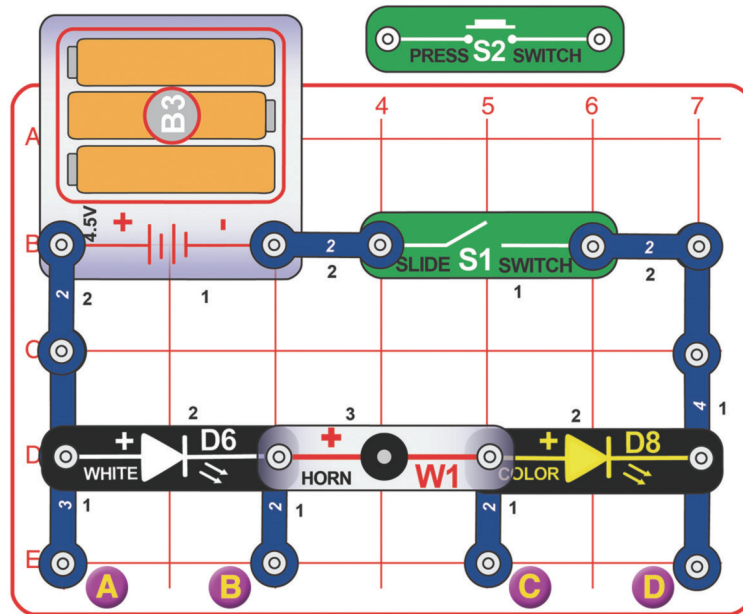 PRESS S2 SWITCH
4 5 6 7
A
B3
4.5V
+ -
B
2 2
SLIDE S1 SWITCH
2 2 1 1 2
2
C
4 1
2 3 2
+ D6 + + D8
D
WHITE HORN W1 COLOR
3 1 2 1 2 1
E
A B C D